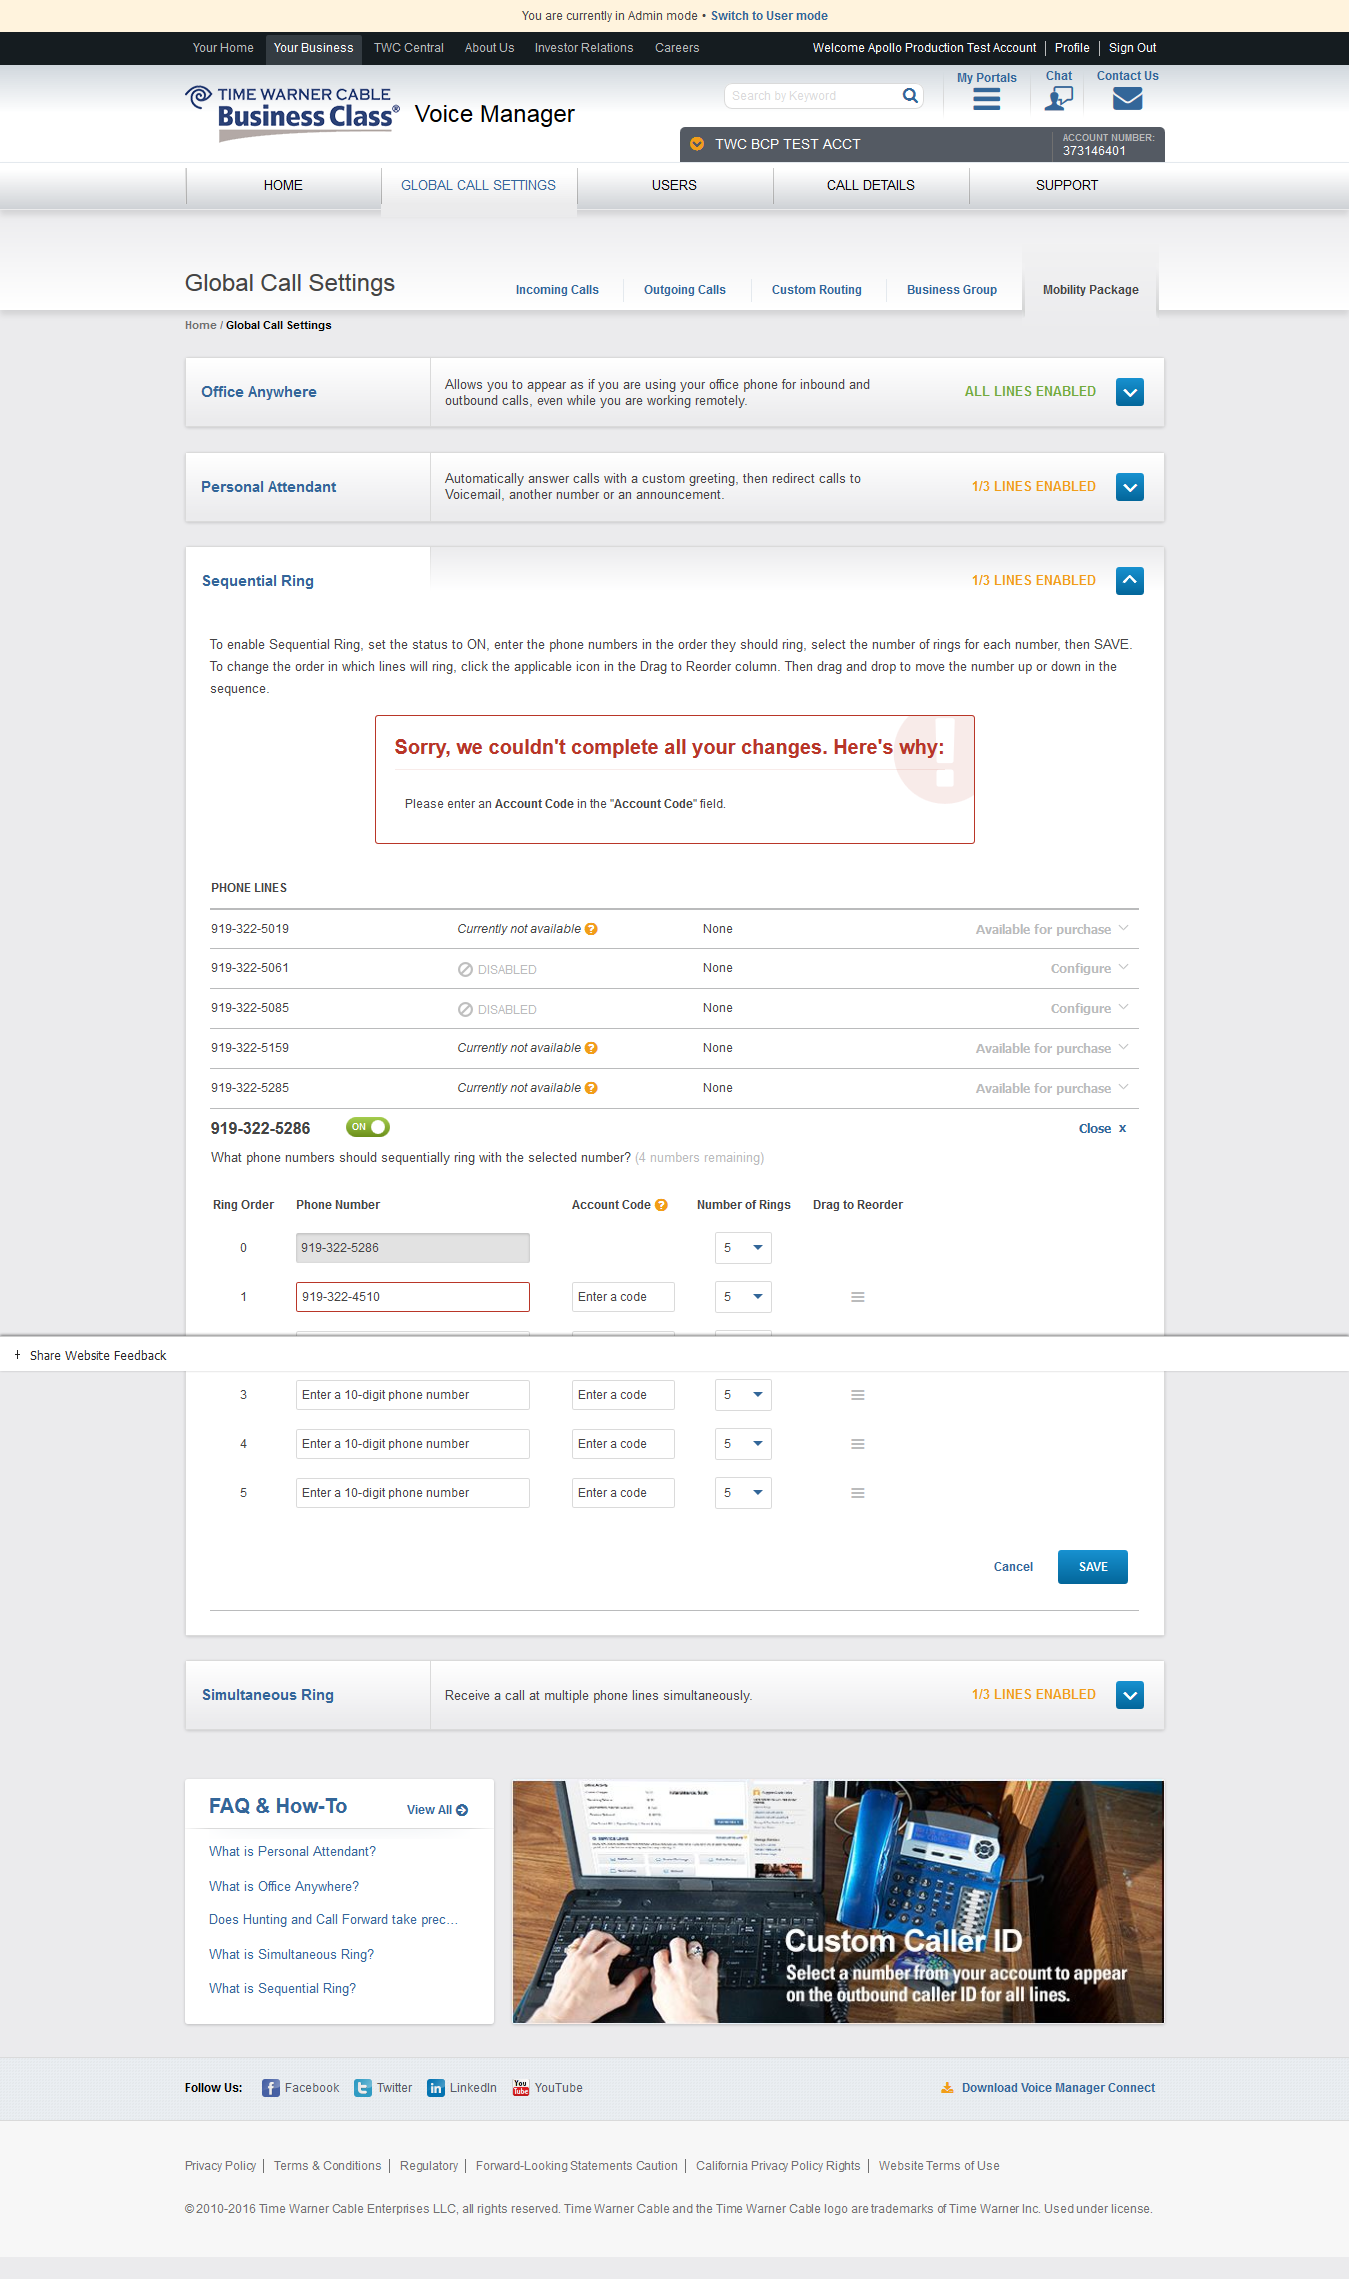 You are currently in Admin mode • Switch to User mode
Your Home Your Business TWC Central About Us Investor Relations Careers Welcome Apollo Production Test Account Profile Sign Out
My Portals Chat Contact Us
TIME WARNER CABLE
Business Class® Voice Manager
Search by Keyword
TWC BCP TEST ACCT
ACCOUNT NUMBER:
373146401
HOME GLOBAL CALL SETTINGS USERS CALL DETAILS SUPPORT
Global Call Settings
Incoming Calls Outgoing Calls Custom Routing Business Group Mobility Package
Home / Global Call Settings
Office Anywhere
Allows you to appear as if you are using your office phone for inbound and
outbound calls, even while you are working remotely.
ALL LINES ENABLED
Personal Attendant
Automatically answer calls with a custom greeting, then redirect calls to
Voicemail, another number or an announcement.
1/3 LINES ENABLED
Sequential Ring 1/3 LINES ENABLED
To enable Sequential Ring, set the status to ON, enter the phone numbers in the order they should ring, select the number of rings for each number, then SAVE.
To change the order in which lines will ring, click the applicable icon in the Drag to Reorder column. Then drag and drop to move the number up or down in the
sequence.
Sorry, we couldn't complete all your changes. Here's why:
Please enter an Account Code in the "Account Code" field.
PHONE LINES
919-322-5019 Currently not available ? None Available for purchase
919-322-5061 DISABLED None Configure
919-322-5085 DISABLED None Configure
919-322-5159 Currently not available ? None Available for purchase
919-322-5285 Currently not available ? None Available for purchase
919-322-5286 ON Close x
What phone numbers should sequentially ring with the selected number? (4 numbers remaining)
Ring Order Phone Number Account Code ? Number of Rings Drag to Reorder
0 919-322-5286 5
1 919-322-4510 Enter a code 5
+ Share Website Feedback
3 Enter a 10-digit phone number Enter a code 5
4 Enter a 10-digit phone number Enter a code 5
5 Enter a 10-digit phone number Enter a code 5
Cancel SAVE
Simultaneous Ring Receive a call at multiple phone lines simultaneously. 1/3 LINES ENABLED
FAQ & How-To View All
What is Personal Attendant?
What is Office Anywhere?
Does Hunting and Call Forward take prec...
What is Simultaneous Ring?
What is Sequential Ring?
Custom Caller ID
Select a number from your account to appear
on the outbound caller ID for all lines.
Follow Us: Facebook Twitter LinkedIn YouTube Download Voice Manager Connect
Privacy Policy Terms & Conditions Regulatory Forward-Looking Statements Caution California Privacy Policy Rights Website Terms of Use
© 2010-2016 Time Warner Cable Enterprises LLC, all rights reserved. Time Warner Cable and the Time Warner Cable logo are trademarks of Time Warner Inc. Used under license.